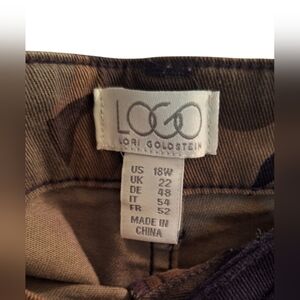 LOGO
LORI GOLDSTEIN
US 18W
UK 22
DE 48
IT 54
FR 52
MADE IN
CHINA